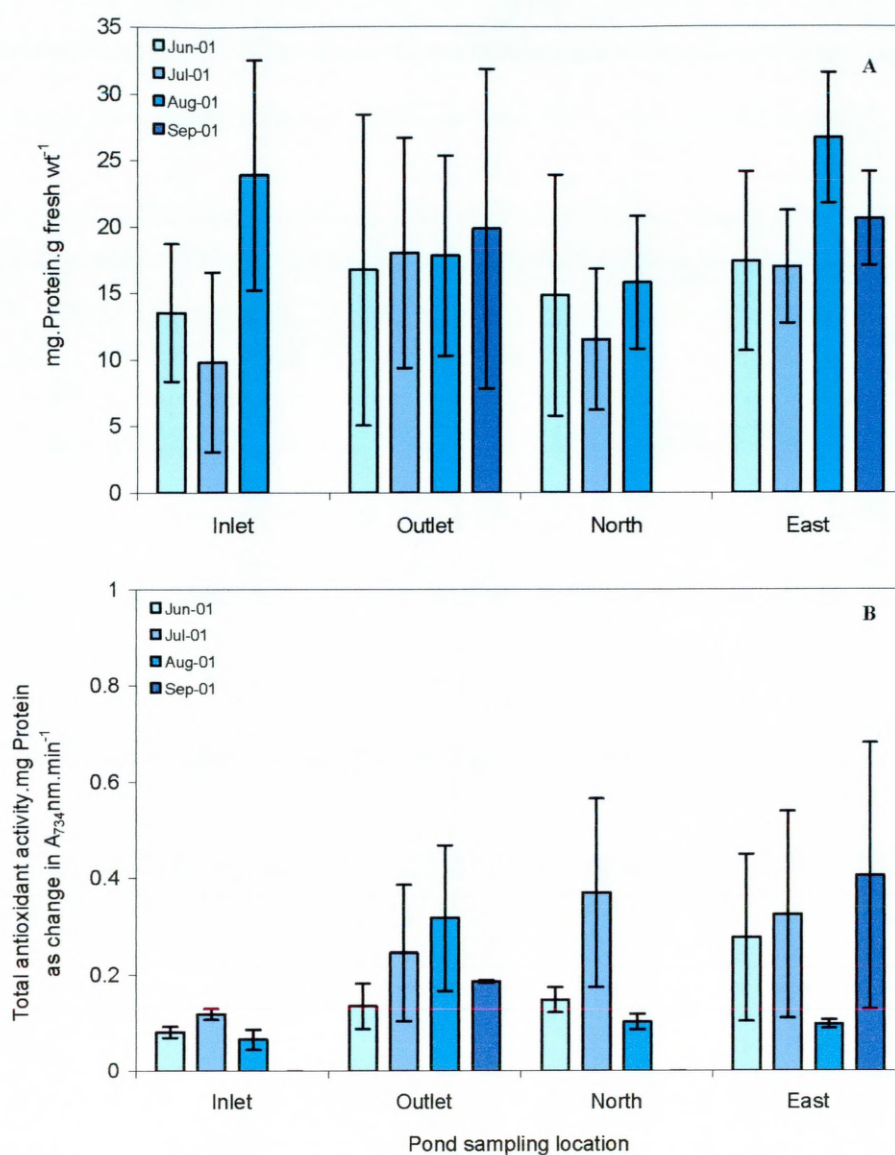 35
30
25
20
15
10
5
0
mg.Protein.g fresh wt⁻¹
Jun-01
Jul-01
Aug-01
Sep-01
A
Inlet Outlet North East
1
0.8
0.6
0.4
0.2
0
Total antioxidant activity.mg Protein
as change in A₇₃₄nm.min⁻¹
Jun-01
Jul-01
Aug-01
Sep-01
B
Inlet Outlet North East
Pond sampling location